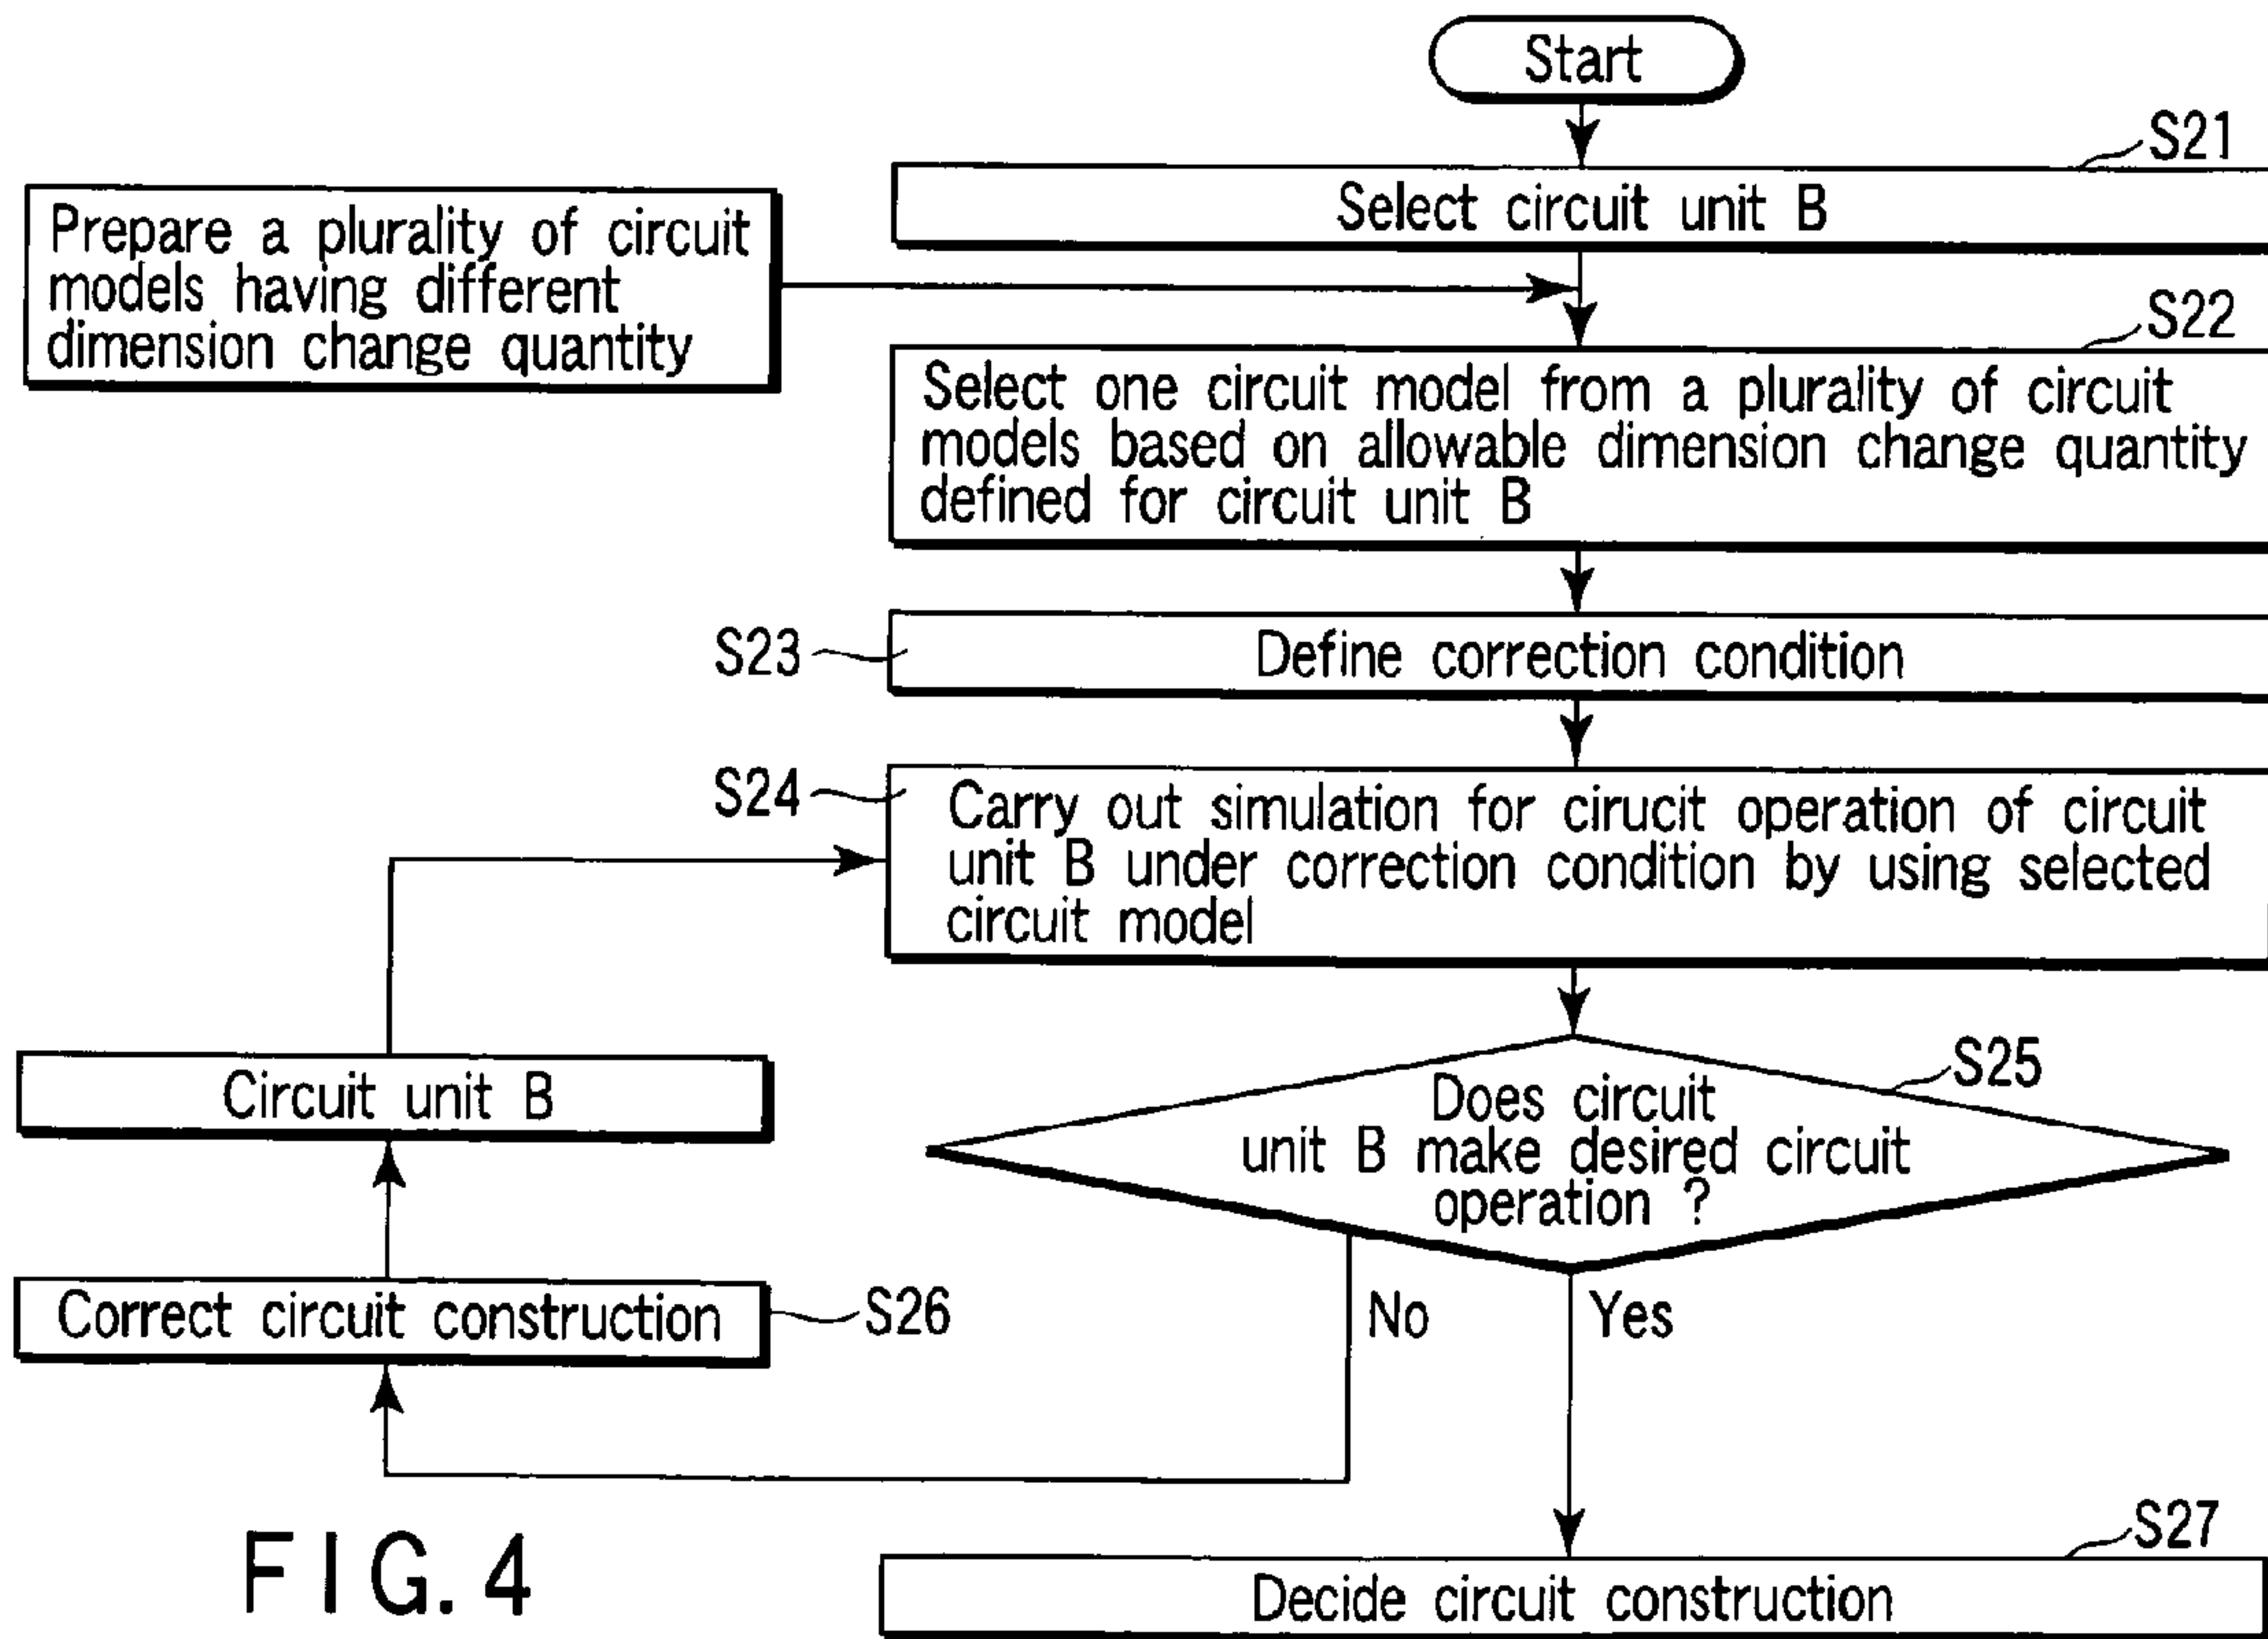 Start
S21
Select circuit unit B
Prepare a plurality of circuit
models having different
dimension change quantity
S22
Select one circuit model from a plurality of circuit
models based on allowable dimension change quantity
defined for circuit unit B
S23
Define correction condition
S24
Carry out simulation for cirucit operation of circuit
unit B under correction condition by using selected
circuit model
Circuit unit B
S25
Does circuit
unit B make desired circuit
operation ?
Correct circuit construction
S26
No
Yes
S27
Decide circuit construction
FIG. 4